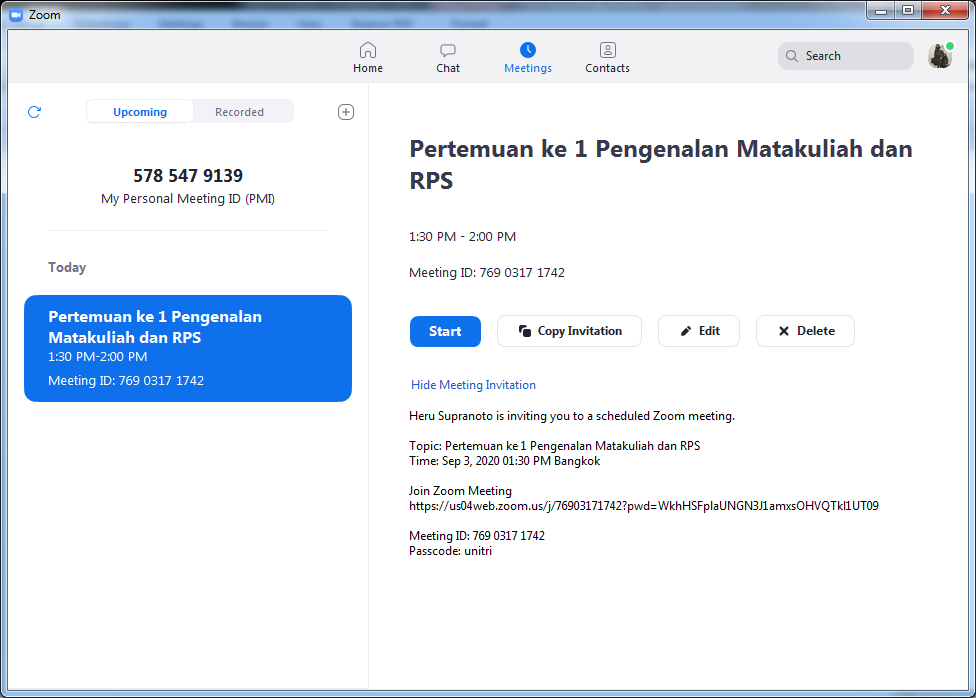 Zoom
Home
Chat
Meetings
Contacts
Search
Upcoming
Recorded
578 547 9139
My Personal Meeting ID (PMI)
Today
Pertemuan ke 1 Pengenalan
Matakuliah dan RPS
1:30 PM-2:00 PM
Meeting ID: 769 0317 1742
Pertemuan ke 1 Pengenalan Matakuliah dan
RPS
1:30 PM - 2:00 PM
Meeting ID: 769 0317 1742
Start
Copy Invitation
Edit
Delete
Hide Meeting Invitation
Heru Supranoto is inviting you to a scheduled Zoom meeting.
Topic: Pertemuan ke 1 Pengenalan Matakuliah dan RPS
Time: Sep 3, 2020 01:30 PM Bangkok
Join Zoom Meeting
https://us04web.zoom.us/j/76903171742?pwd=WkhHSFplaUNGN3J1amxsOHVQTkl1UT09
Meeting ID: 769 0317 1742
Passcode: unitri